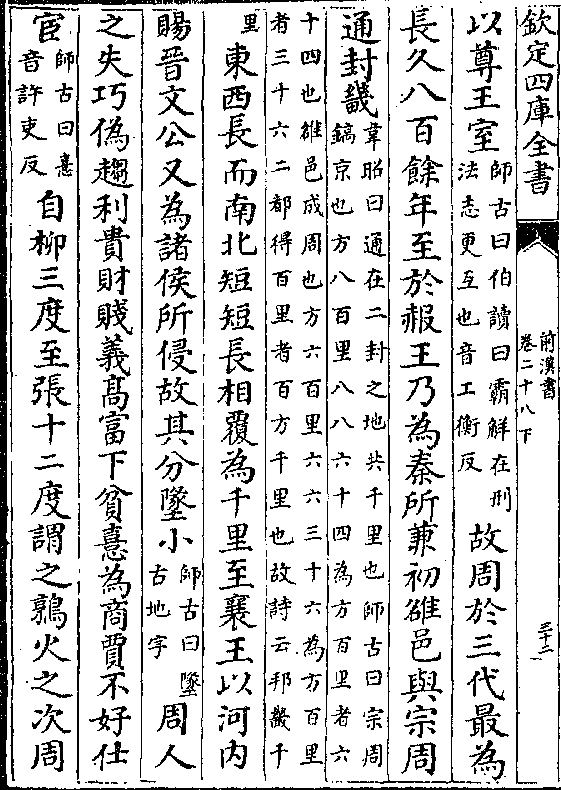 欽定四庫全書
前漢書
卷二十八下
三十二
以尊王室師古曰伯讀曰霸解在刑法志更互也音工衡反故周於三代最為
長久八百餘年至於赧王乃為秦所兼初雒邑與宗周
通封畿韋昭曰通在二封之地共千里也師古曰宗周鎬京也方八百里八八六十四為方百里者六
十四也雒邑成周也方六百里六六三十六為方百里者三十六二都得百里者百方千里也故詩云邦畿千
里東西長而南北短短長相覆為千里至襄王以河内
賜晉文公又為諸侯所侵故其分墬小師古曰墬古地字周人
之失巧偽趨利貴財賤義髙富下貧憙為商賈不好仕
宦師古曰憙音許吏反自柳三度至張十二度謂之鶉火之次周